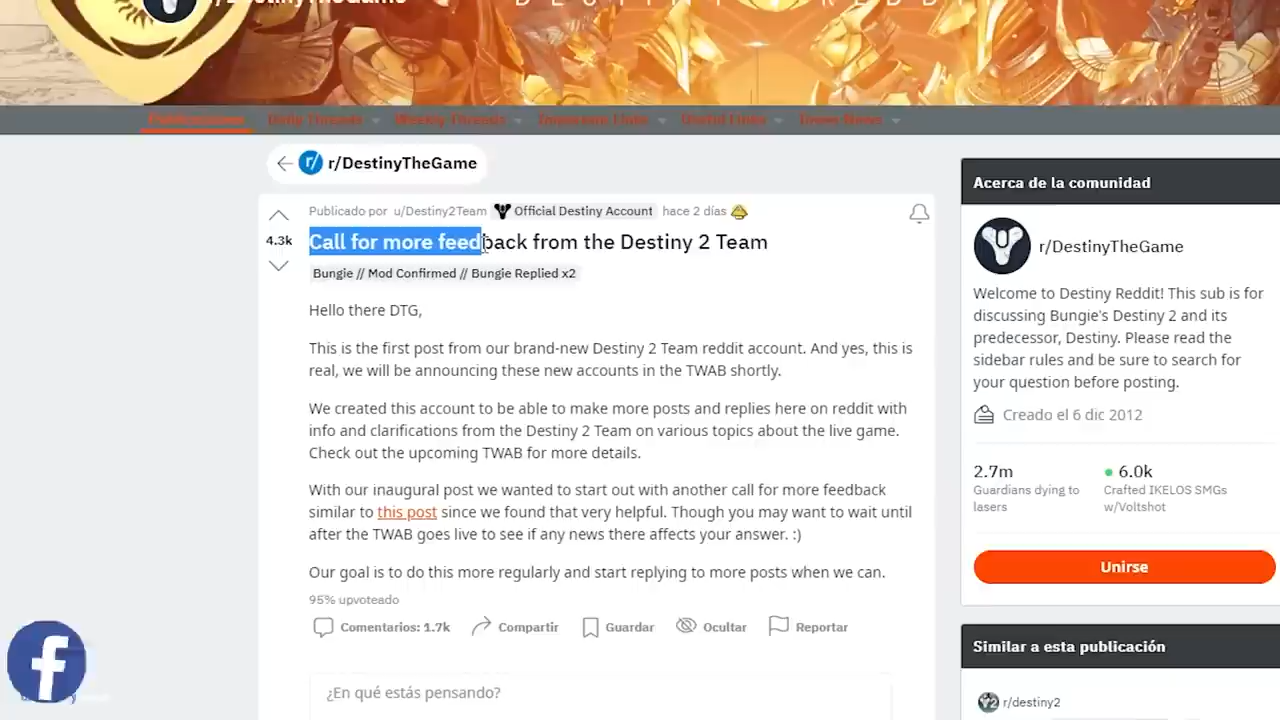 r/DestinyTheGame
DESTINY REDDIT
Publicaciones Daily Threads Weekly Threads Important Links Useful Links
r/ r/DestinyTheGame
Publicado por u/Destiny2Team Official Destiny Account hace 2 días
4.3k
Call for more feedback from the Destiny 2 Team
Bungie // Mod Confirmed // Bungie Replied x2
Hello there DTG,
This is the first post from our brand-new Destiny 2 Team reddit account. And yes, this is
real, we will be announcing these new accounts in the TWAB shortly.
We created this account to be able to make more posts and replies here on reddit with
info and clarifications from the Destiny 2 Team on various topics about the live game.
Check out the upcoming TWAB for more details.
With our inaugural post we wanted to start out with another call for more feedback
similar to this post since we found that very helpful. Though you may want to wait until
after the TWAB goes live to see if any news there affects your answer. :)
Our goal is to do this more regularly and start replying to more posts when we can.
95% upvoteado
Comentarios: 1.7k Compartir Guardar Ocultar Reportar
¿En qué estás pensando?
Acerca de la comunidad
r/DestinyTheGame
Welcome to Destiny Reddit! This sub is for
discussing Bungie's Destiny 2 and its
predecessor, Destiny. Please read the
sidebar rules and be sure to search for
your question before posting.
Creado el 6 dic 2012
2.7m 6.0k
Guardians dying to Crafted IKELOS SMGs
lasers w/Voltshot
Unirse
Similar a esta publicación
r/destiny2
f